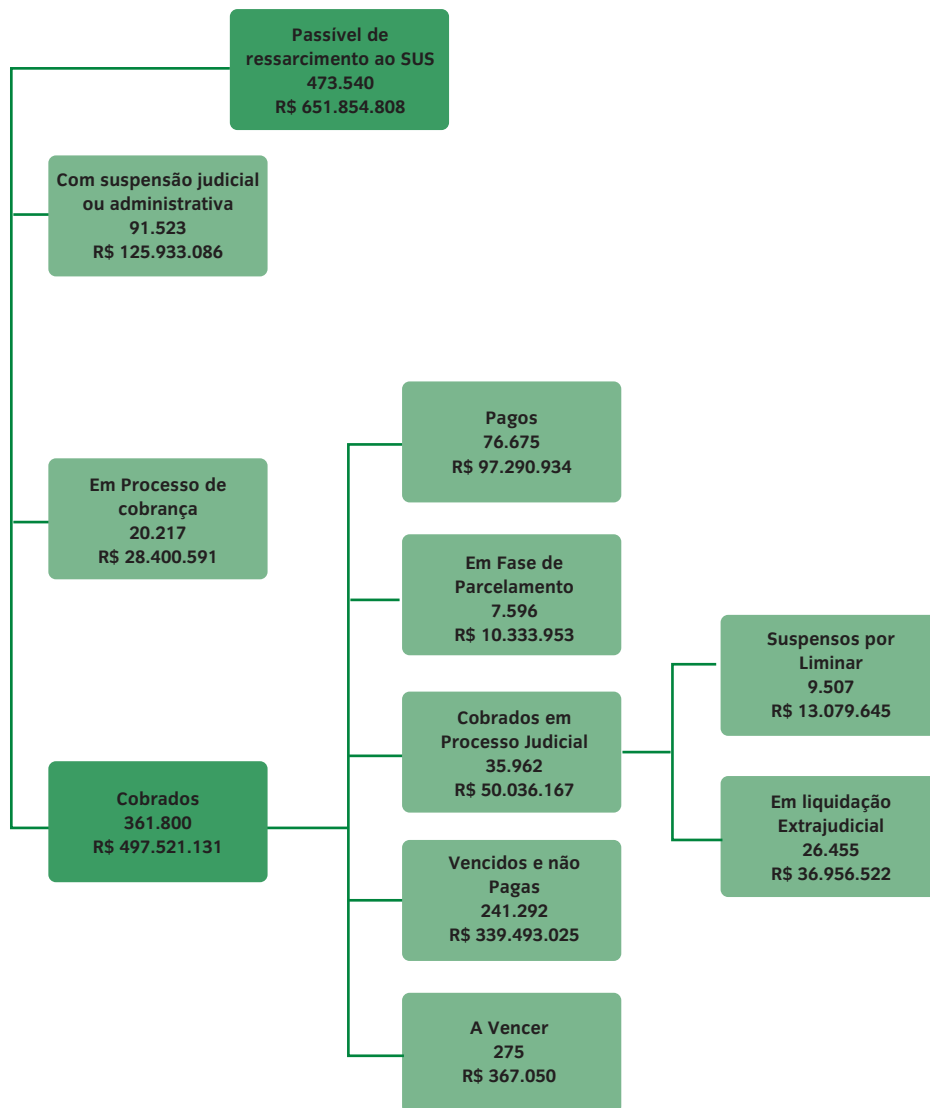 Passível de
ressarcimento ao SUS
473.540
R$ 651.854.808
Com suspensão judicial
ou administrativa
91.523
R$ 125.933.086
Em Processo de
cobrança
20.217
R$ 28.400.591
Cobrados
361.800
R$ 497.521.131
Pagos
76.675
R$ 97.290.934
Em Fase de
Parcelamento
7.596
R$ 10.333.953
Cobrados em
Processo Judicial
35.962
R$ 50.036.167
Vencidos e não
Pagas
241.292
R$ 339.493.025
A Vencer
275
R$ 367.050
Suspensos por
Liminar
9.507
R$ 13.079.645
Em liquidação
Extrajudicial
26.455
R$ 36.956.522